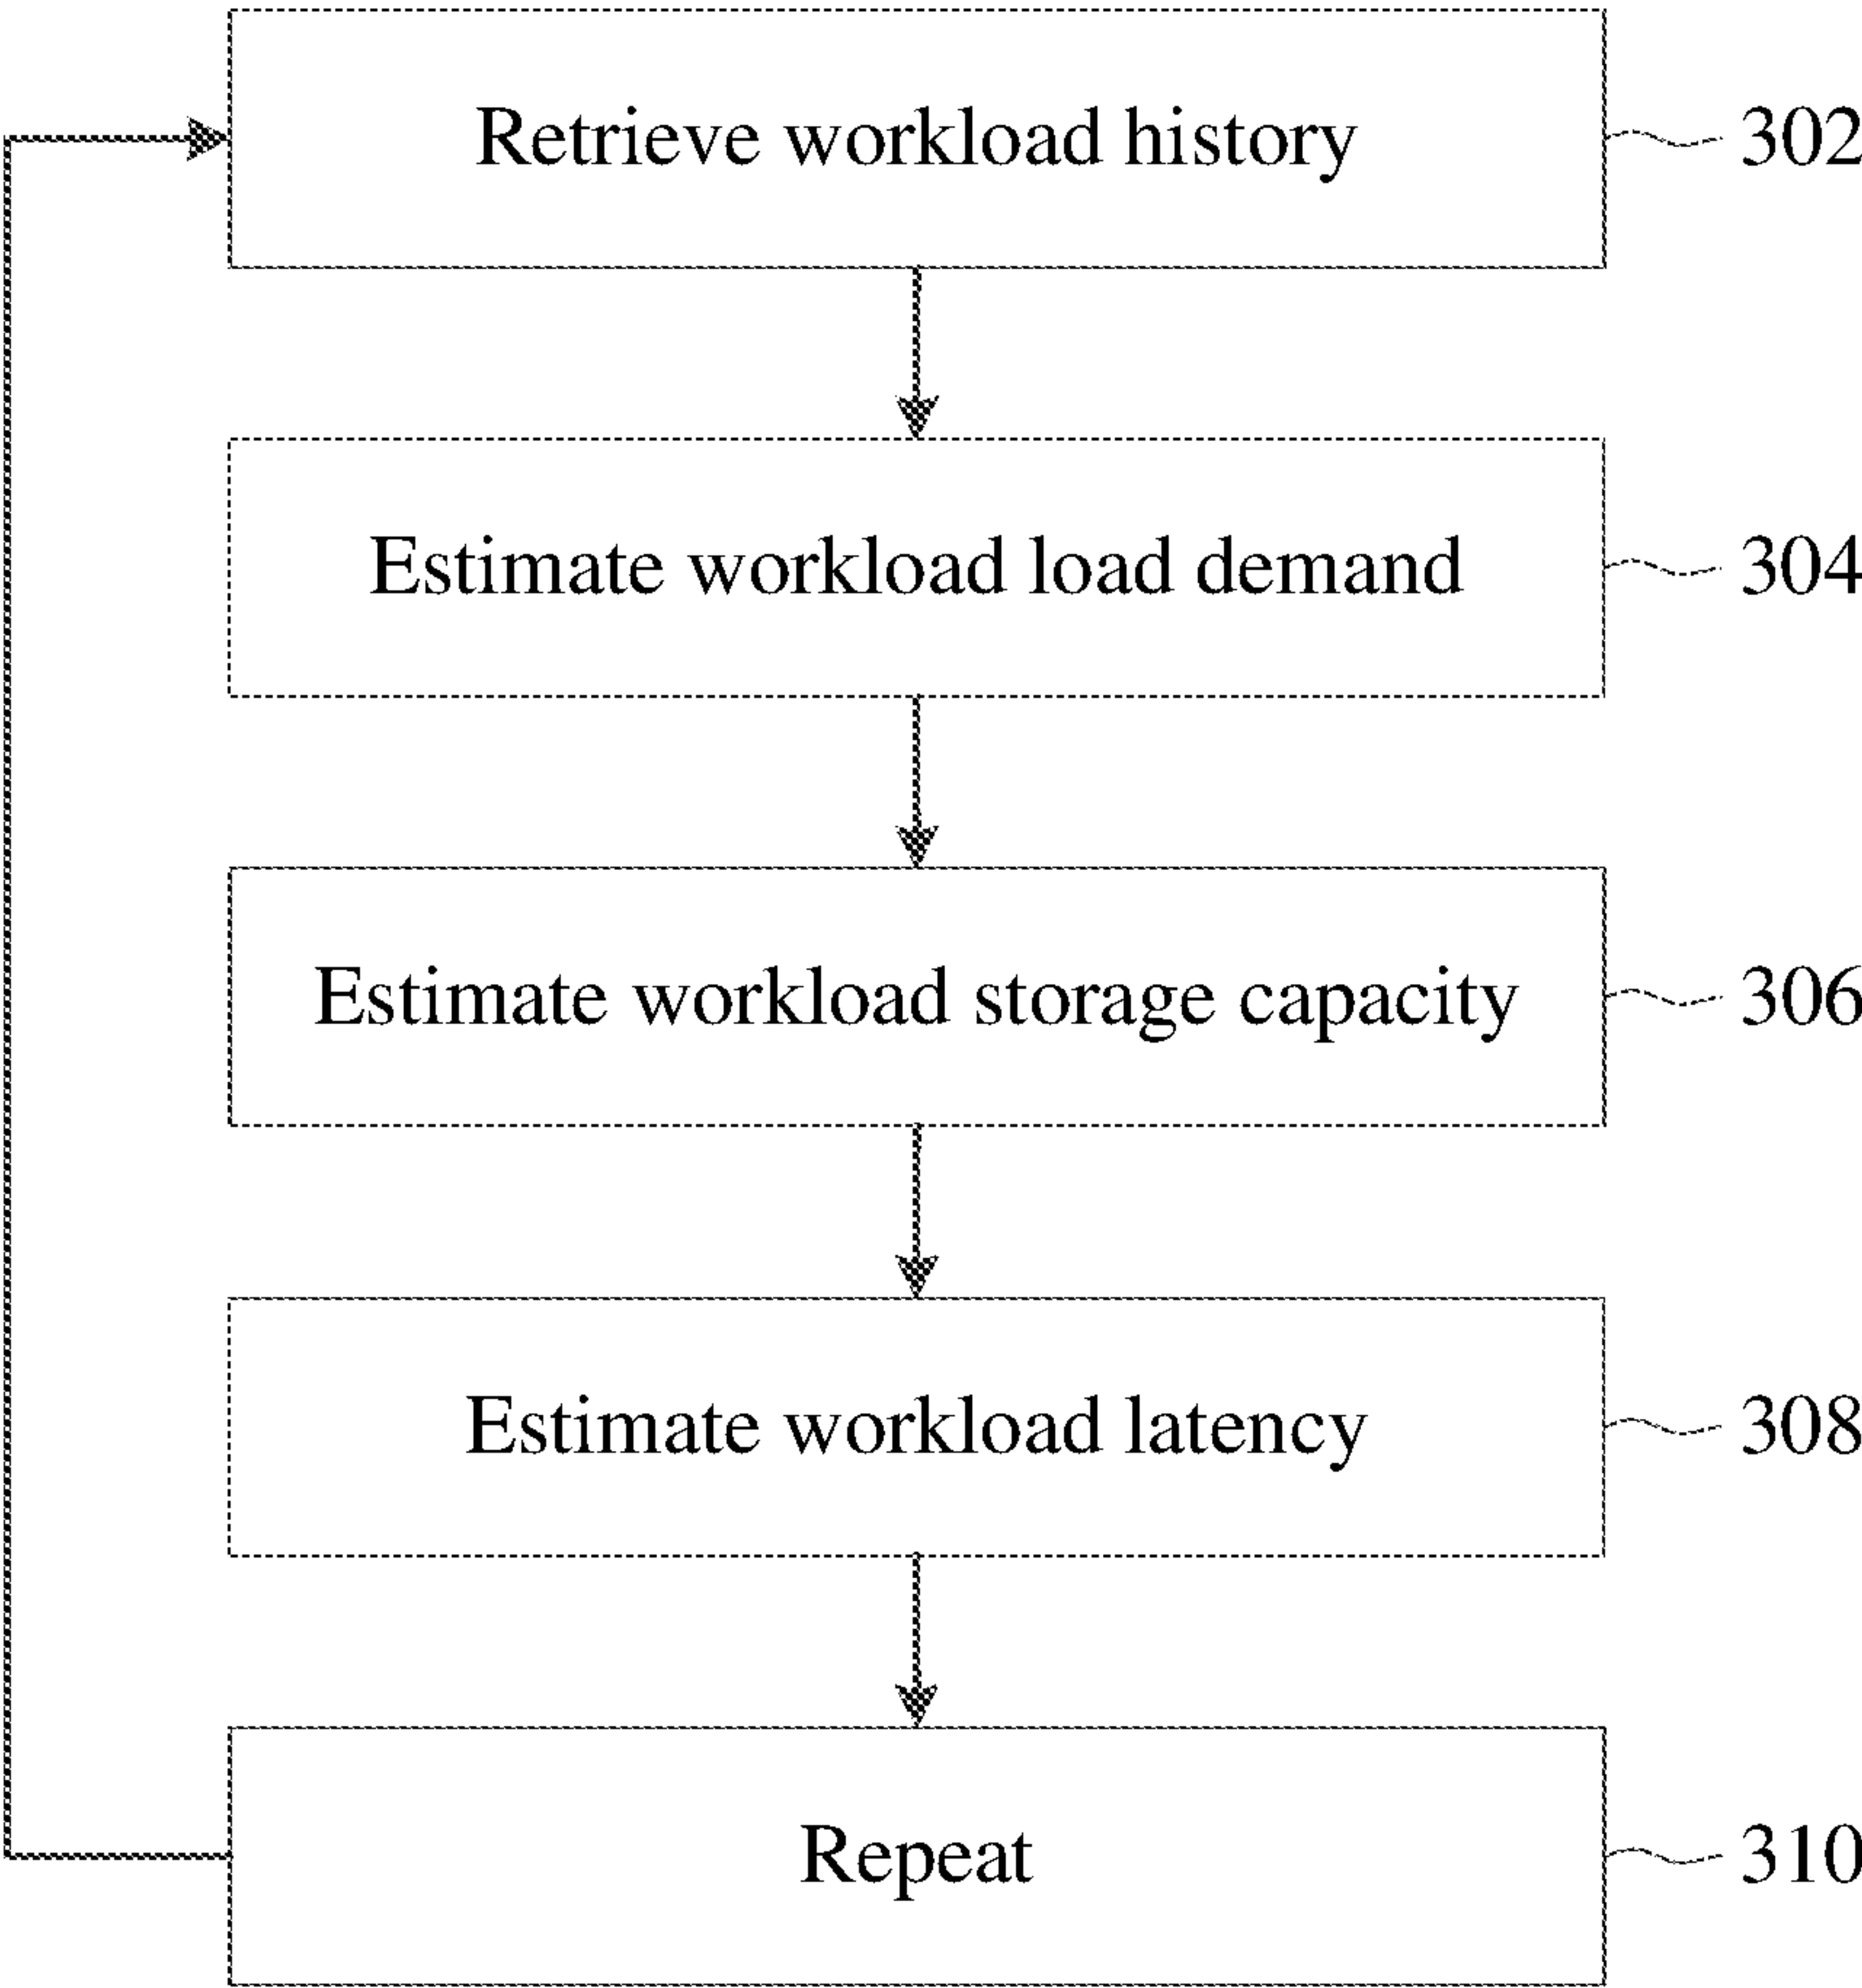 Retrieve workload history
302
Estimate workload load demand
304
Estimate workload storage capacity
306
Estimate workload latency
308
Repeat
310